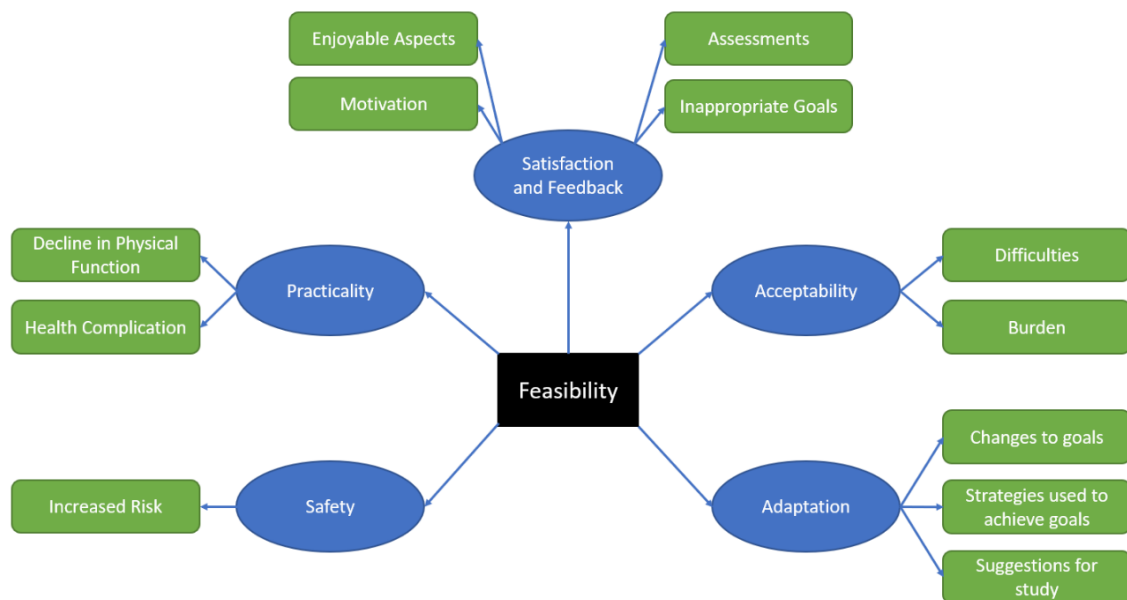 Enjoyable Aspects
Assessments
Motivation
Inappropriate Goals
Satisfaction
and Feedback
Decline in Physical
Function
Health Complication
Practicality
Acceptability
Difficulties
Burden
Feasibility
Increased Risk
Safety
Adaptation
Changes to goals
Strategies used to
achieve goals
Suggestions for
study